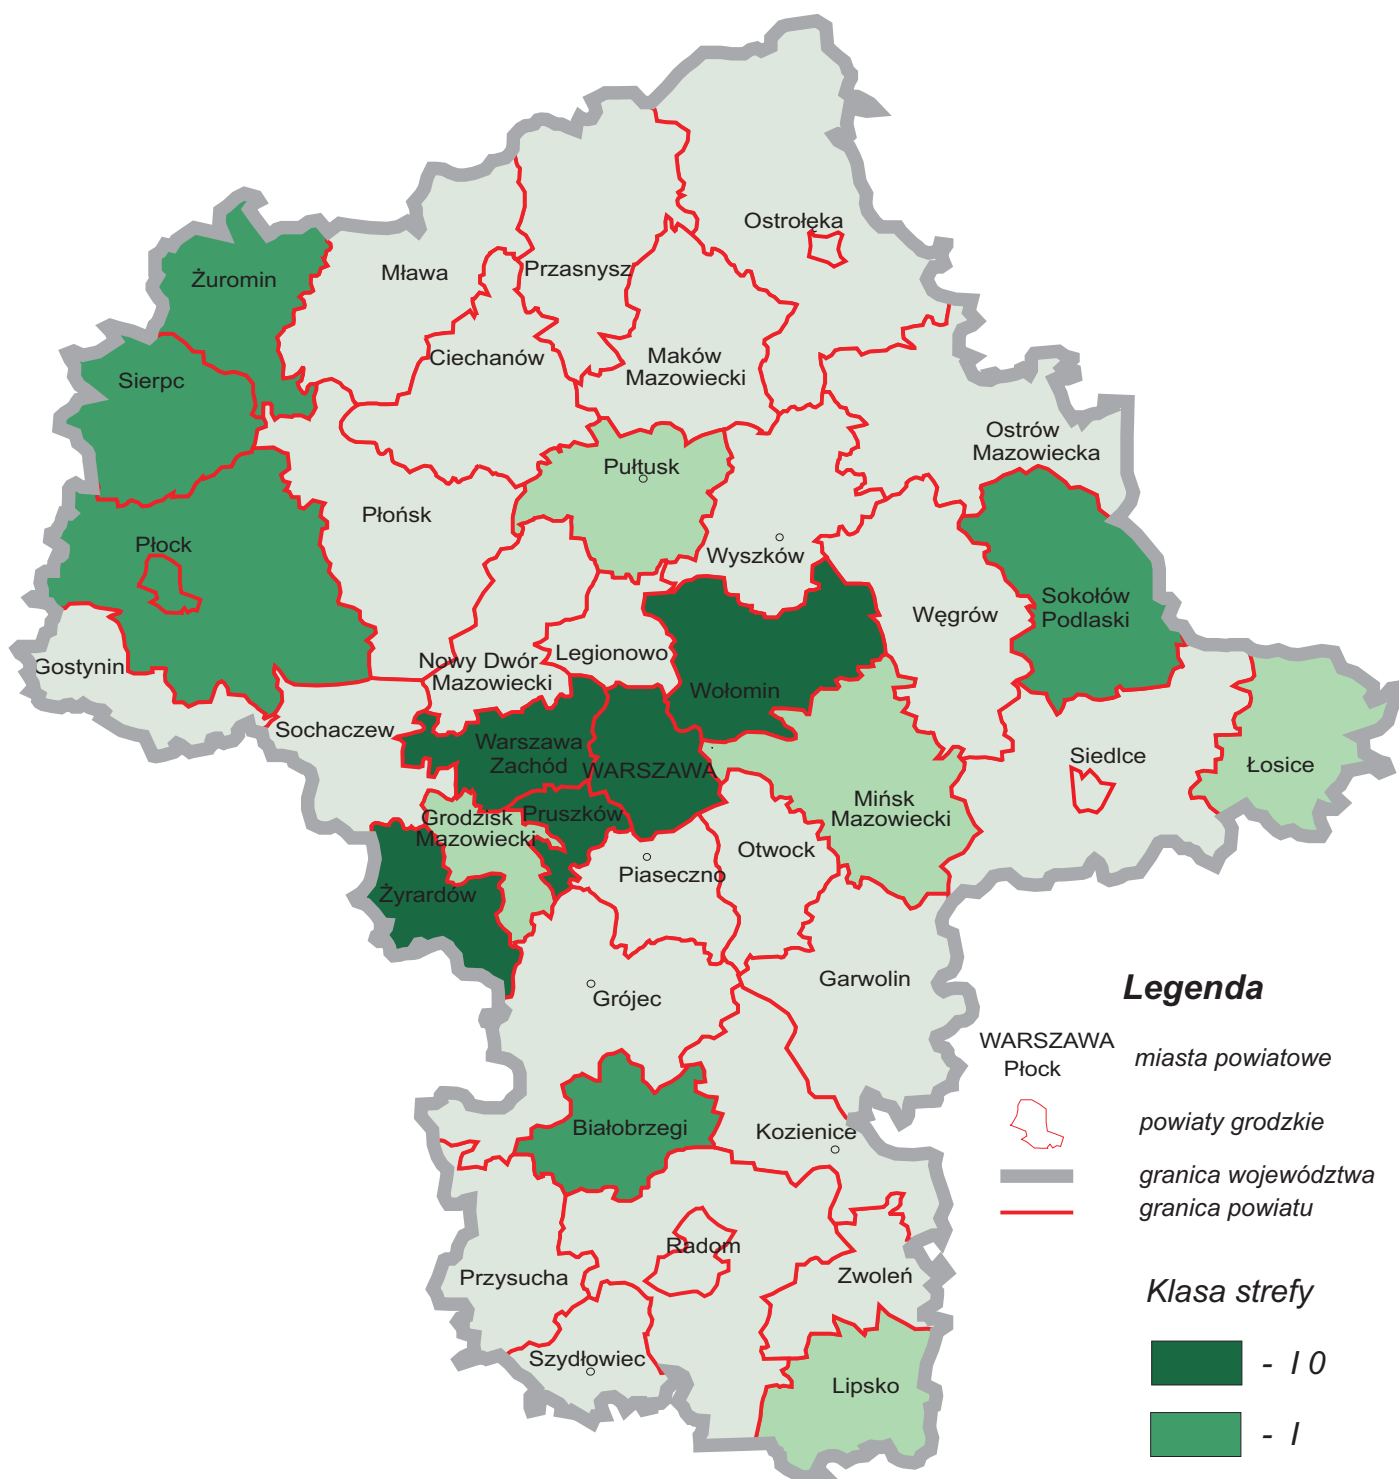 Ostrołęka
Mława
Przasnysz
Żuromin
Ciechanów
Maków
Mazowiecki
Sierpc
Ostrów
Mazowiecka
Pułtusk
Płońsk
Płock
Wyszków
Sokołów
Podlaski
Węgrów
Gostynin
Nowy Dwór
Mazowiecki
Legionowo
Wołomin
Sochaczew
Warszawa
Zachód
WARSZAWA
Siedlce
Łosice
Grodzisk
Mazowiecki
Pruszków
Mińsk
Mazowiecki
Otwock
Piaseczno
Żyrardów
Garwolin
Grójec
Białobrzegi
Kozienice
Radom
Przysucha
Zwoleń
Szydłowiec
Lipsko
Legenda
WARSZAWA
Płock
miasta powiatowe
powiaty grodzkie
granica województwa
granica powiatu
Klasa strefy
- I 0
- I